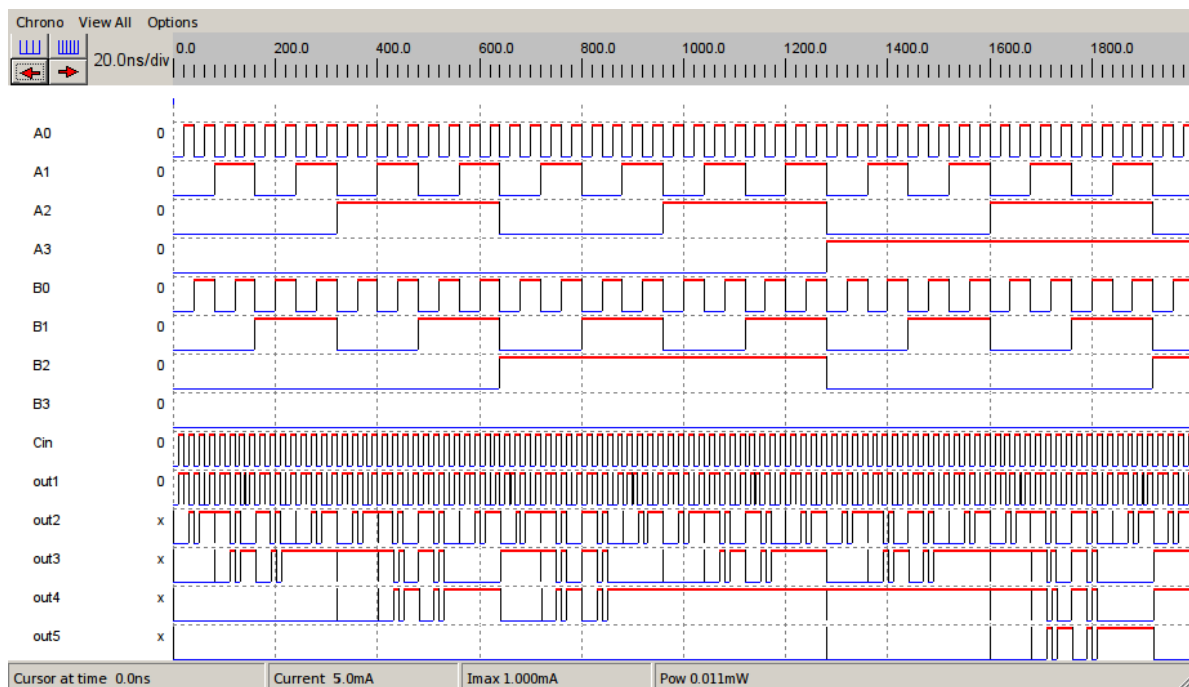 Chrono View All Options
20.0ns/div 0.0 200.0 400.0 600.0 800.0 1000.0 1200.0 1400.0 1600.0 1800.0
A0 0
A1 0
A2 0
A3 0
B0 0
B1 0
B2 0
B3 0
Cin 0
out1 0
out2 x
out3 x
out4 x
out5 x
Cursor at time 0.0ns Current 5.0mA Imax 1.000mA Pow 0.011mW